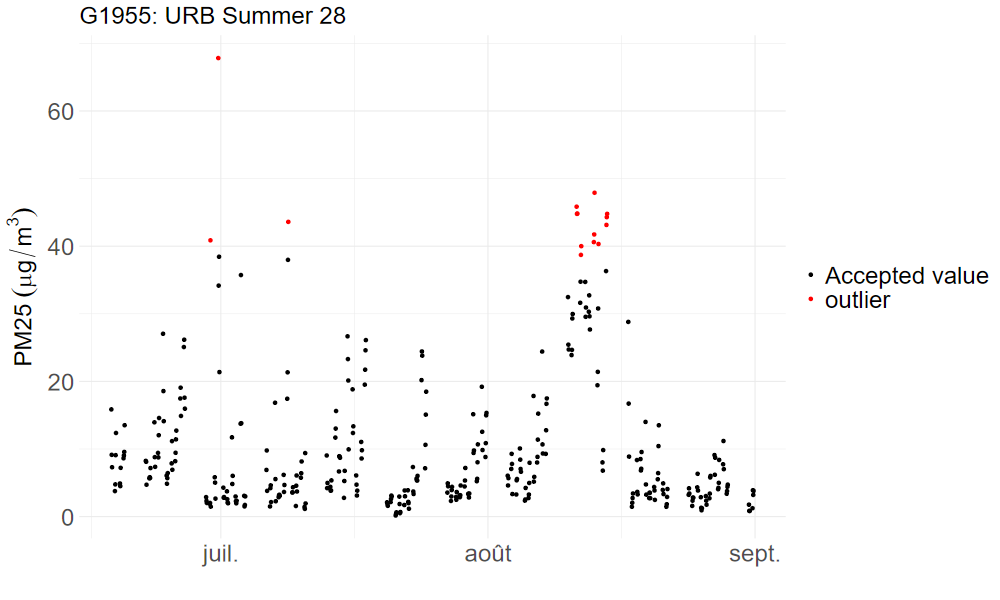 G1955: URB Summer 28
PM25 (μg/m³)
60
40
20
0
juil.
août
sept.
Accepted value
outlier